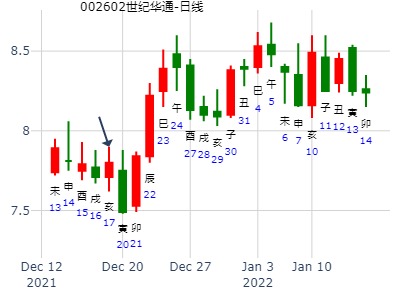 002602世纪华通-日线
8.5
8
7.5
未
13
申
14
酉
15
戌
16
亥
17
寅
20
卯
21
辰
22
巳
23
午
24
酉
27
戌
28
亥
29
子
30
丑
31
巳
4
午
5
未
6
申
7
亥
10
子
11
丑
12
寅
13
卯
14
Dec 12
2021
Dec 20
Dec 27
Jan 3
2022
Jan 10